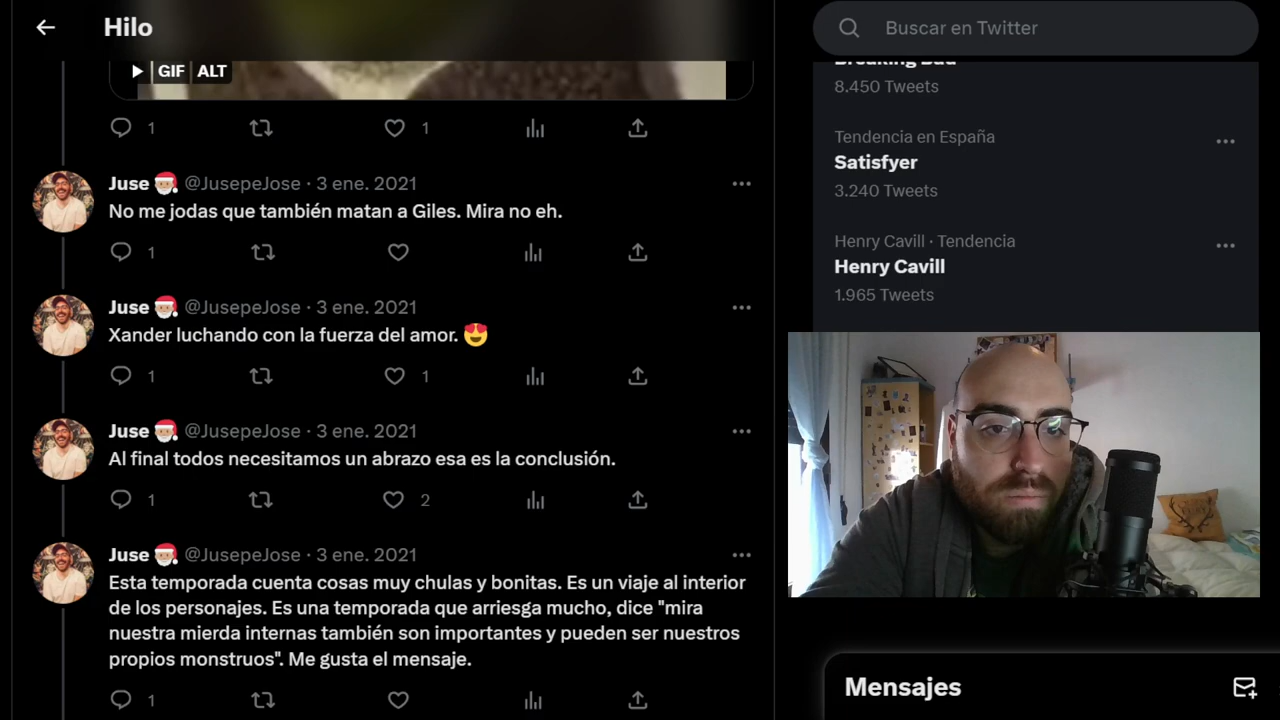 Hilo
Buscar en Twitter
GIF ALT
1
1
Juse @JusepeJose · 3 ene. 2021
No me jodas que también matan a Giles. Mira no eh.
1
Juse @JusepeJose · 3 ene. 2021
Xander luchando con la fuerza del amor. 😍
1
1
Juse @JusepeJose · 3 ene. 2021
Al final todos necesitamos un abrazo esa es la conclusión.
1
2
Juse @JusepeJose · 3 ene. 2021
Esta temporada cuenta cosas muy chulas y bonitas. Es un viaje al interior
de los personajes. Es una temporada que arriesga mucho, dice "mira
nuestra mierda internas también son importantes y pueden ser nuestros
propios monstruos". Me gusta el mensaje.
1
Breaking Bad
8.450 Tweets
Tendencia en España
Satisfyer
3.240 Tweets
Henry Cavill · Tendencia
Henry Cavill
1.965 Tweets
Mensajes